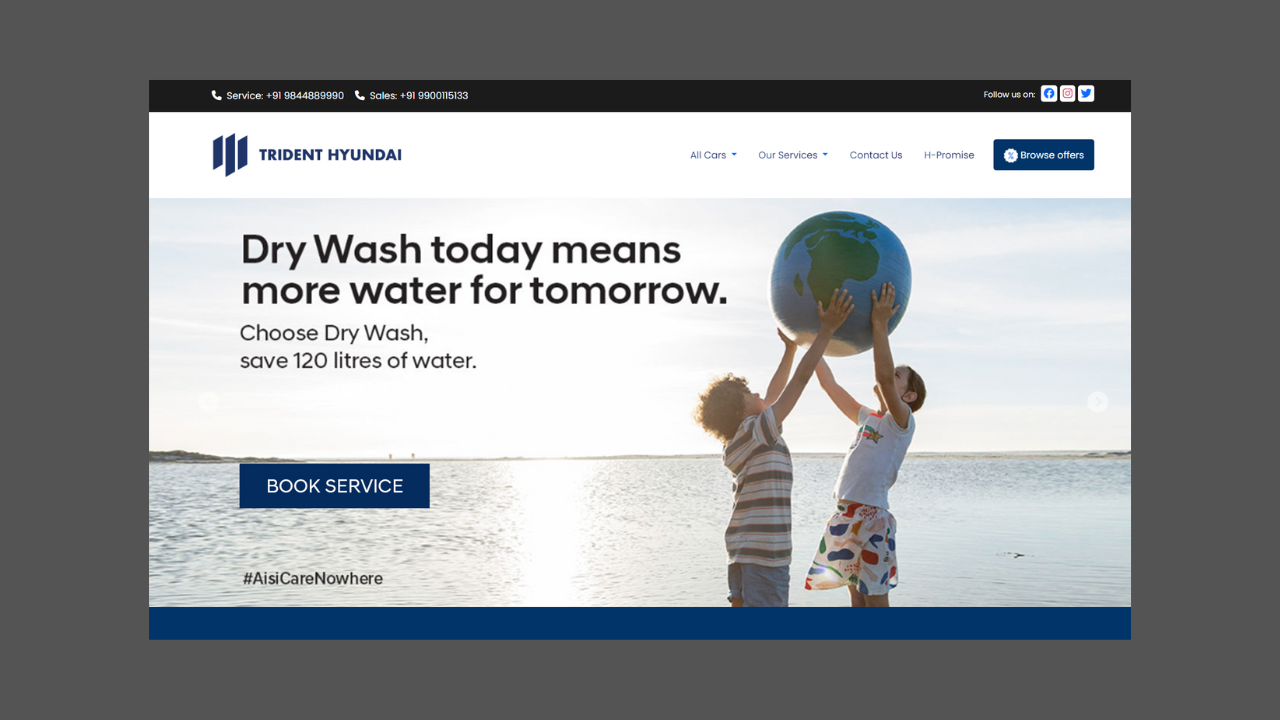 Service: +91 9844889990 Sales: +91 9900115133 Follow us on:
TRIDENT HYUNDAI All Cars Our Services Contact Us H-Promise Browse offers
Dry Wash today means
more water for tomorrow.
Choose Dry Wash,
save 120 litres of water.
BOOK SERVICE
#AisiCareNowhere